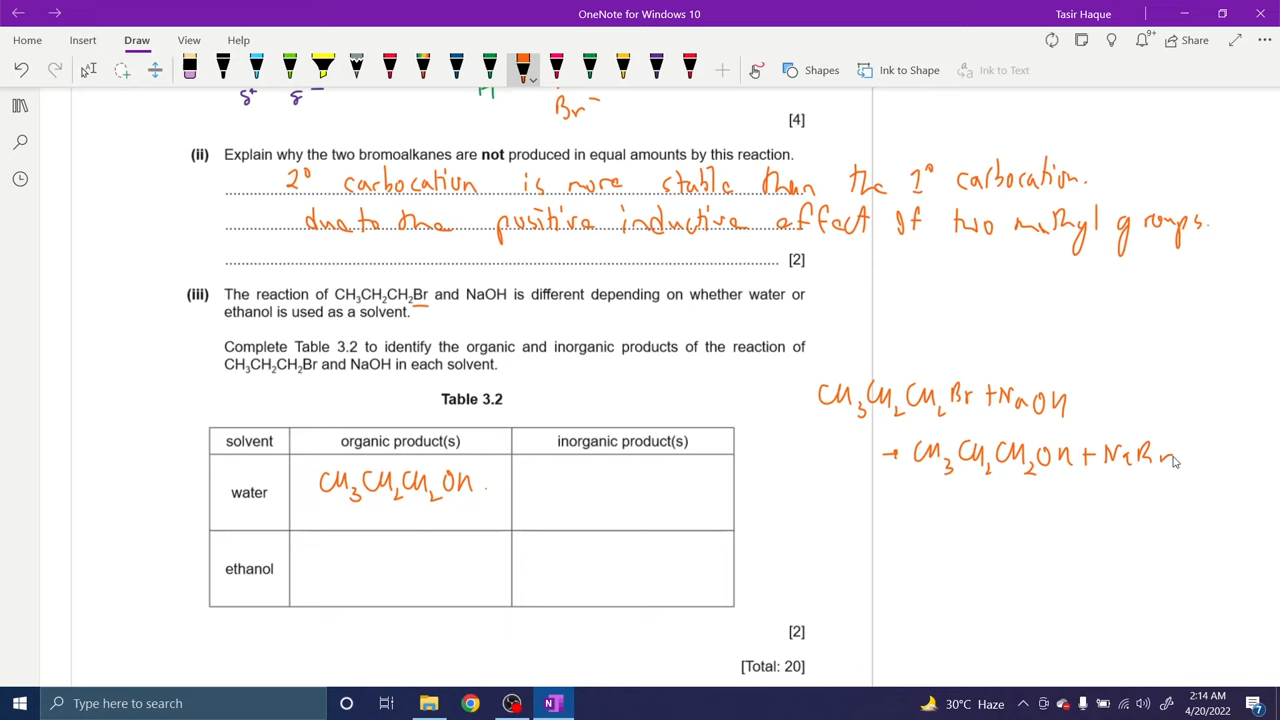 OneNote for Windows 10
Tasir Haque
Home Insert Draw View Help
Share
Shapes
Ink to Shape
Ink to Text
δ+ δ−
H
Br⁻
[4]
(ii) Explain why the two bromoalkanes are not produced in equal amounts by this reaction.
2° carbocation is more stable than the 1° carbocation.
due to the positive inductive effect of two methyl groups.
[2]
(iii) The reaction of CH₃CH₂CH₂Br and NaOH is different depending on whether water or
ethanol is used as a solvent.
Complete Table 3.2 to identify the organic and inorganic products of the reaction of
CH₃CH₂CH₂Br and NaOH in each solvent.
Table 3.2
CH₃CH₂CH₂Br + NaOH
→ CH₃CH₂CH₂OH + NaBr
solvent organic product(s) inorganic product(s)
water CH₃CH₂CH₂OH .
ethanol
[2]
[Total: 20]
Type here to search
30°C Haze
2:14 AM
4/20/2022
7